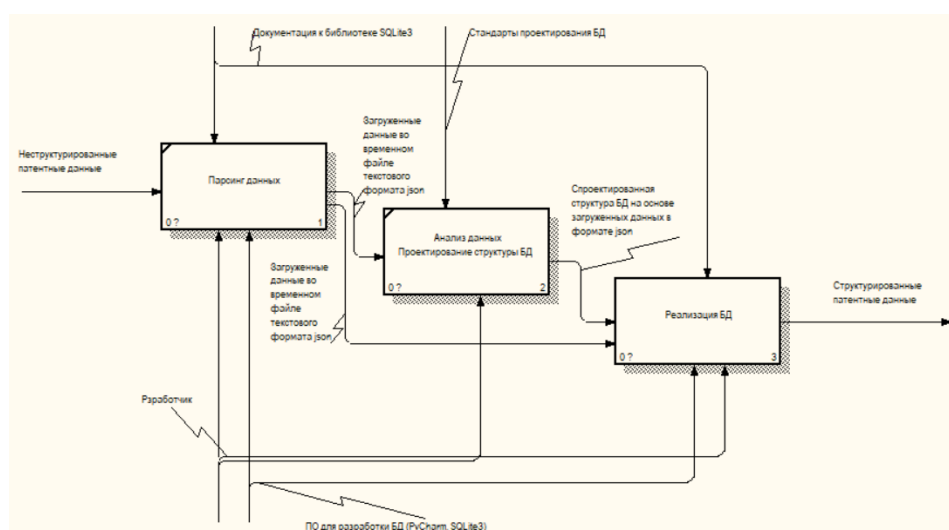 Документация к библиотеке SQLite3
Стандарты проектирования БД
Неструктурированные
патентные данные
Парсинг данных
0 ?
1
Загруженные
данные во
временном
файле
текстового
формата json
Анализ данных
Проектирование структуры БД
0 ?
2
Спроектированная
структура БД на основе
загруженных данных в
формате json
Загруженные
данные во
временном
файле
текстового
формата json
Реализация БД
0 ?
3
Структурированные
патентные данные
Рзработчик
ПО для разработки БД (PyCharm, SQLite3)